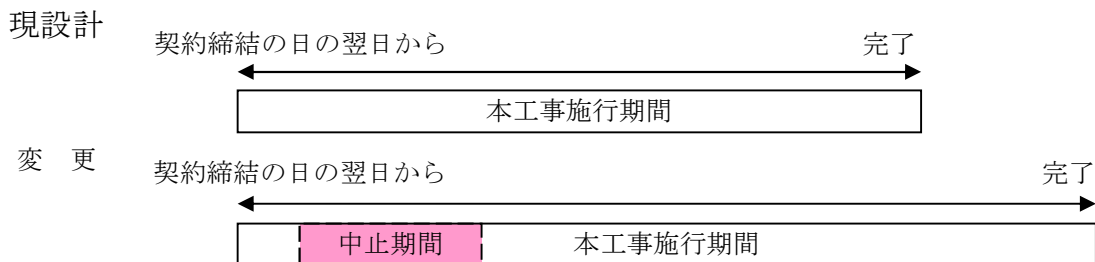 現設計
契約締結の日の翌日から 完了
本工事施行期間
変 更
契約締結の日の翌日から 完了
中止期間 本工事施行期間